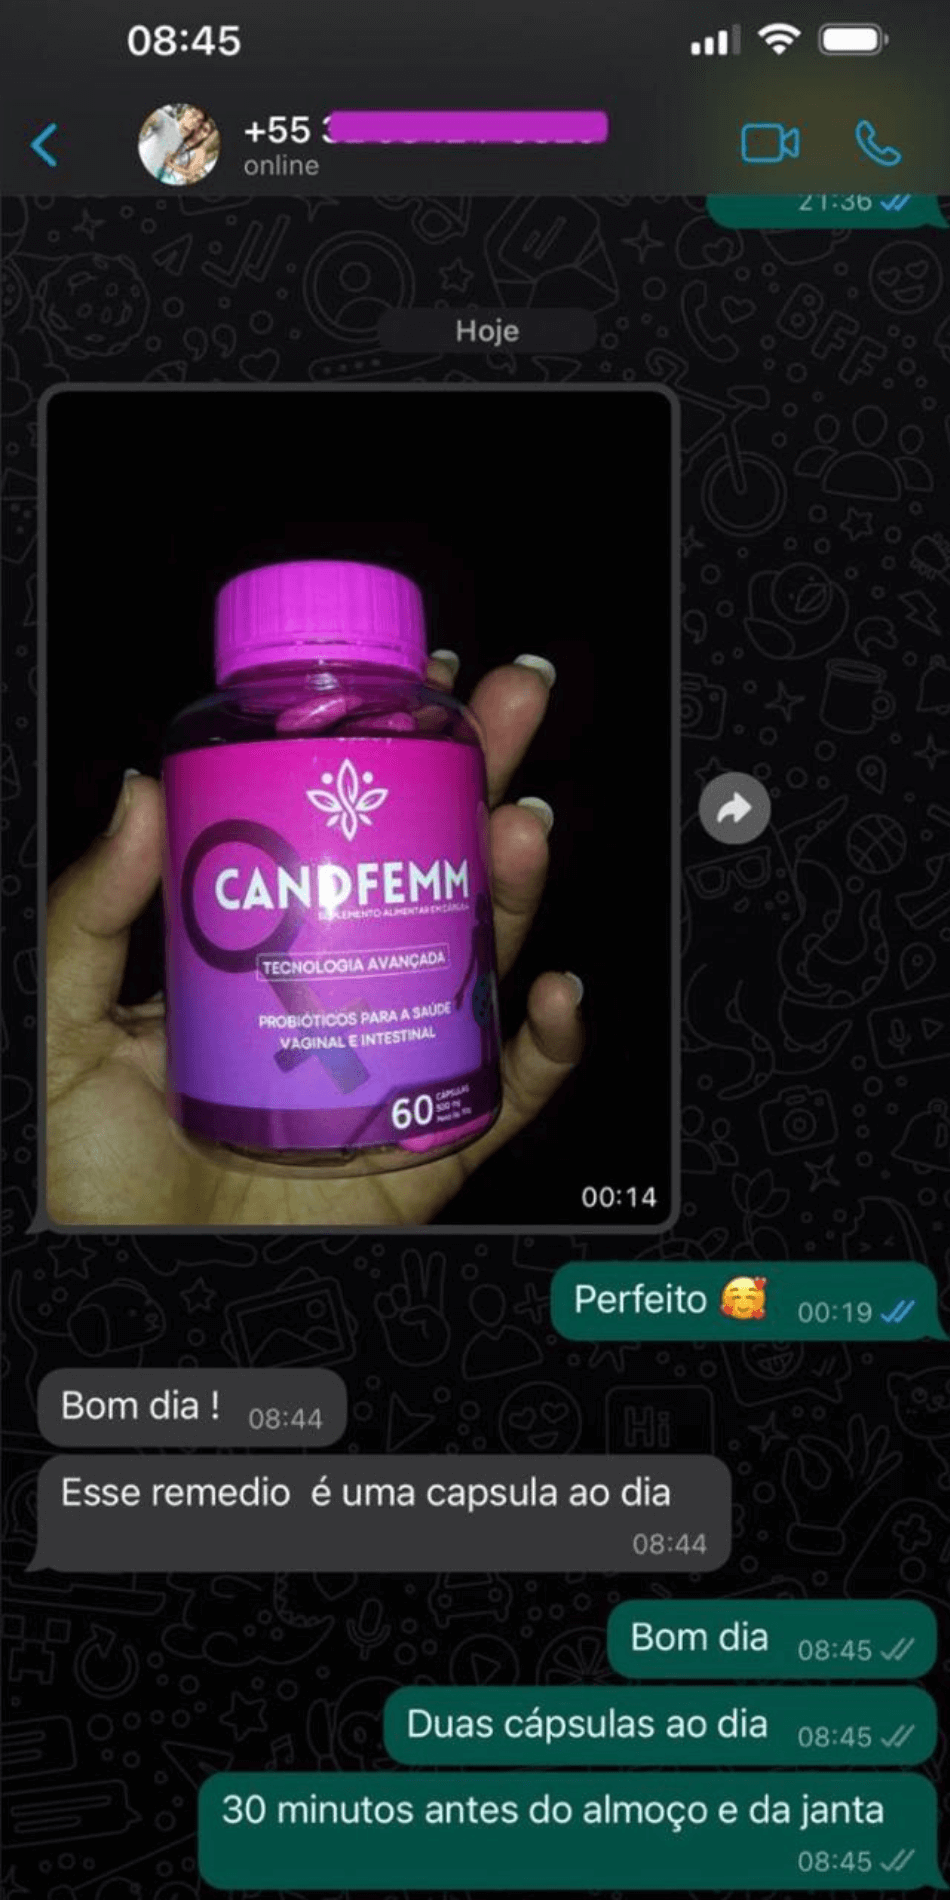 08:45
+55
online
21:36
Hoje
CANDFEMM
SUPLEMENTO ALIMENTAR EM CÁPSULA
TECNOLOGIA AVANÇADA
PROBIÓTICOS PARA A SAÚDE
VAGINAL E INTESTINAL
60 CÁPSULAS
500 mg
00:14
Perfeito 🥰 00:19
Bom dia ! 08:44
Esse remedio é uma capsula ao dia
08:44
Bom dia 08:45
Duas cápsulas ao dia 08:45
30 minutos antes do almoço e da janta
08:45